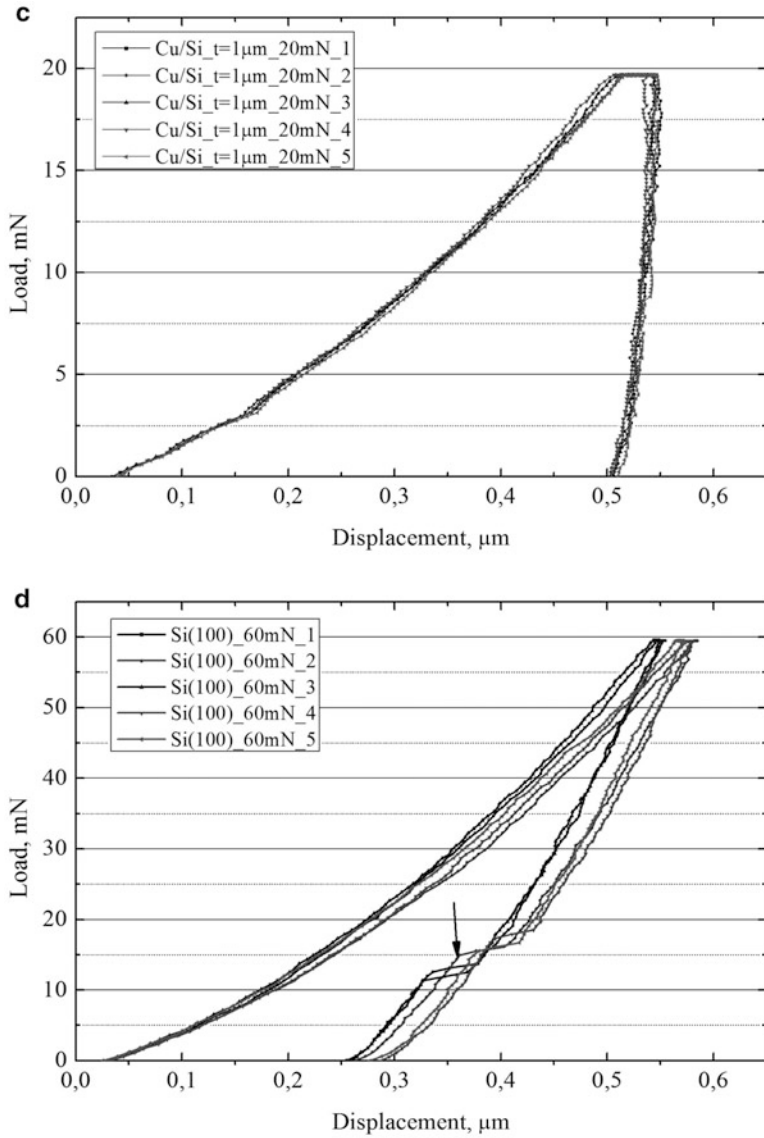 c
Cu/Si_t=1μm_20mN_1
Cu/Si_t=1μm_20mN_2
Cu/Si_t=1μm_20mN_3
Cu/Si_t=1μm_20mN_4
Cu/Si_t=1μm_20mN_5
20
15
10
5
0
Load, mN
0,0 0,1 0,2 0,3 0,4 0,5 0,6
Displacement, μm
d
Si(100)_60mN_1
Si(100)_60mN_2
Si(100)_60mN_3
Si(100)_60mN_4
Si(100)_60mN_5
60
50
40
30
20
10
0
Load, mN
0,0 0,1 0,2 0,3 0,4 0,5 0,6
Displacement, μm